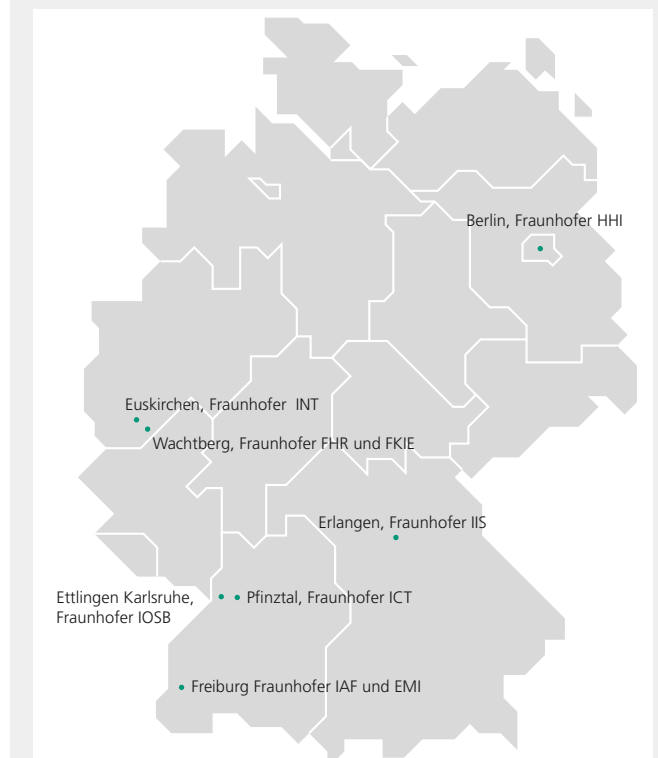 Berlin, Fraunhofer HHI
Euskirchen, Fraunhofer INT
Wachtberg, Fraunhofer FHR und FKIE
Erlangen, Fraunhofer IIS
Ettlingen Karlsruhe,
Fraunhofer IOSB
Pfinztal, Fraunhofer ICT
Freiburg Fraunhofer IAF und EMI